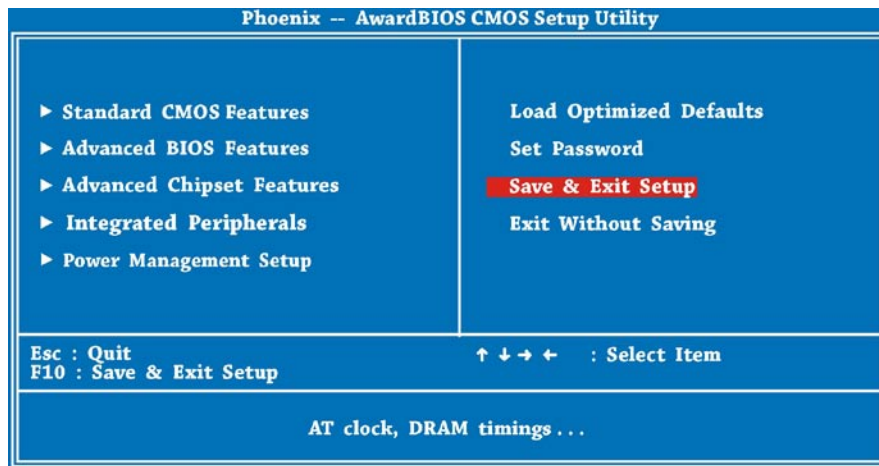 Phoenix -- AwardBIOS CMOS Setup Utility
▶ Standard CMOS Features
▶ Advanced BIOS Features
▶ Advanced Chipset Features
▶ Integrated Peripherals
▶ Power Management Setup
Load Optimized Defaults
Set Password
Save & Exit Setup
Exit Without Saving
Esc : Quit
F10 : Save & Exit Setup
↑ ↓ → ← : Select Item
AT clock, DRAM timings ...